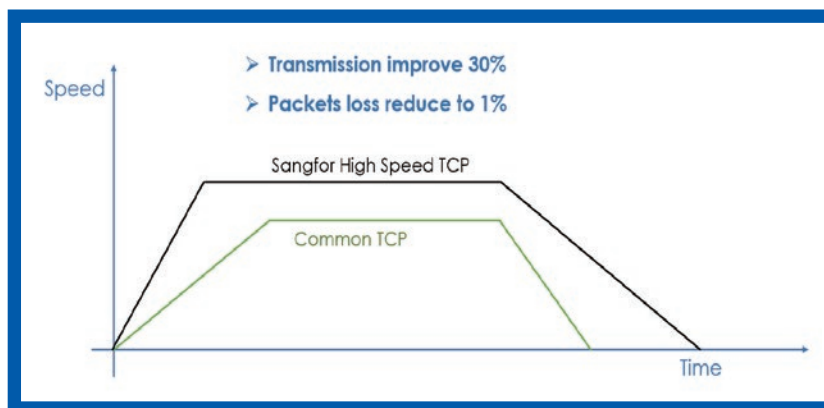 ➢ Transmission improve 30%
➢ Packets loss reduce to 1%
Speed
Sangfor High Speed TCP
Common TCP
Time